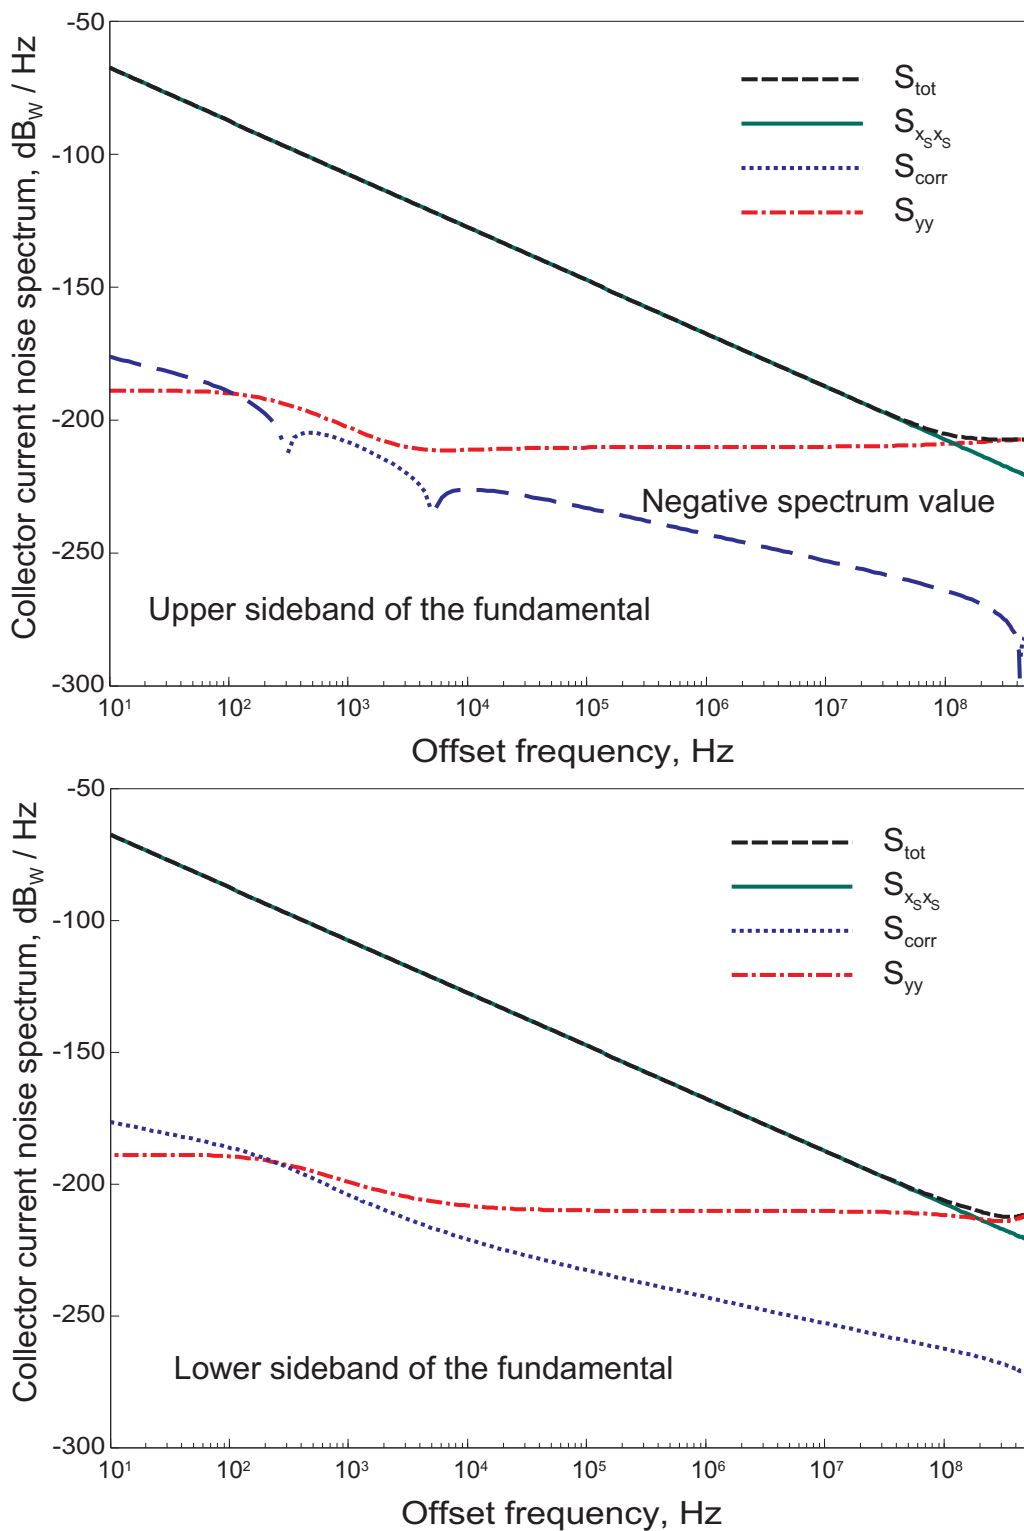 Collector current noise spectrum, dBW / Hz
-50
-100
-150
-200
-250
-300
Stot
SxSxS
Scorr
Syy
Negative spectrum value
Upper sideband of the fundamental
10¹ 10² 10³ 10⁴ 10⁵ 10⁶ 10⁷ 10⁸
Offset frequency, Hz
Collector current noise spectrum, dBW / Hz
-50
-100
-150
-200
-250
-300
Stot
SxSxS
Scorr
Syy
Lower sideband of the fundamental
10¹ 10² 10³ 10⁴ 10⁵ 10⁶ 10⁷ 10⁸
Offset frequency, Hz